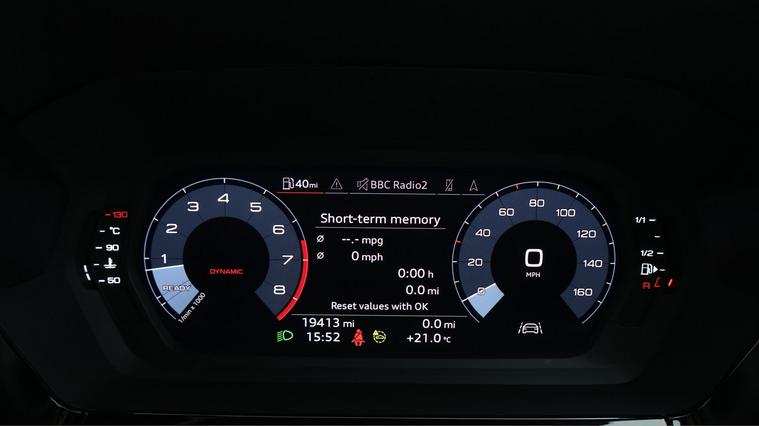 40mi
BBC Radio2
Short-term memory
Ø --.- mpg
Ø 0 mph
0:00 h
0.0 mi
Reset values with OK
19413 mi 0.0 mi
15:52 +21.0°C
130
°C
90
50
1 2 3 4 5 6 7 8
DYNAMIC
READY
1/min x 1000
0 20 40 60 80 100 120 140 160
0
MPH
1/1
1/2
R